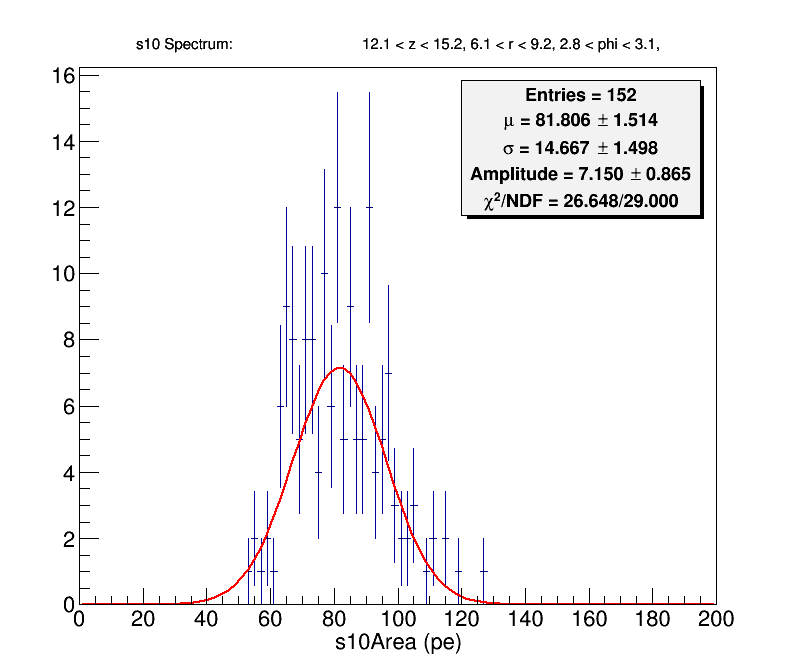 s10 Spectrum: 12.1 < z < 15.2, 6.1 < r < 9.2, 2.8 < phi < 3.1,
Entries = 152
μ = 81.806 ± 1.514
σ = 14.667 ± 1.498
Amplitude = 7.150 ± 0.865
χ²/NDF = 26.648/29.000
16
14
12
10
8
6
4
2
0
0 20 40 60 80 100 120 140 160 180 200
s10Area (pe)